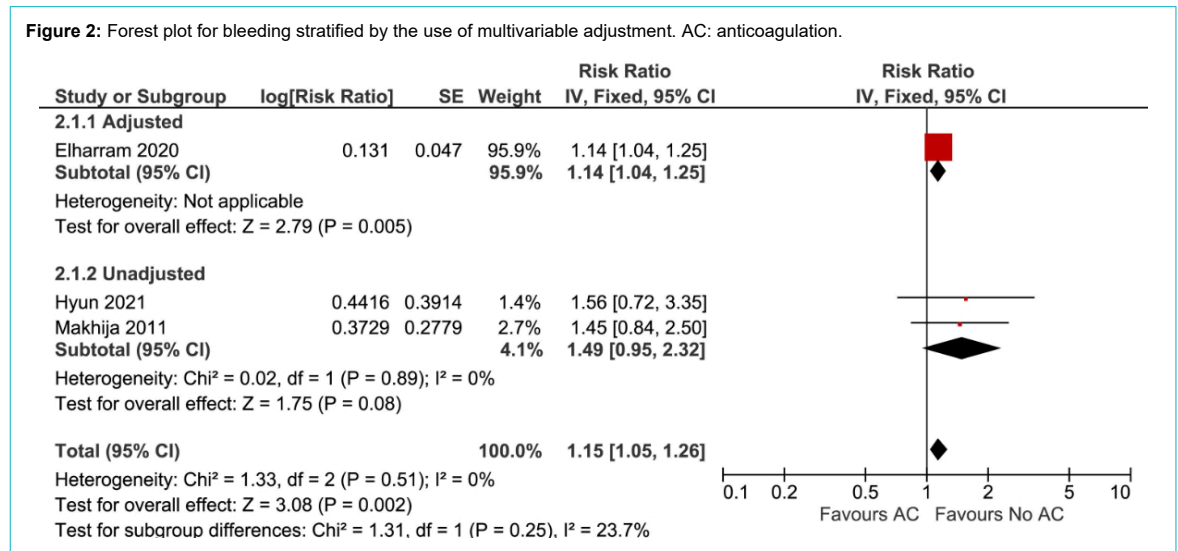 Figure 2: Forest plot for bleeding stratified by the use of multivariable adjustment. AC: anticoagulation.
Risk Ratio Risk Ratio
Study or Subgroup log[Risk Ratio] SE Weight IV, Fixed, 95% CI IV, Fixed, 95% CI
2.1.1 Adjusted
Elharram 2020 0.131 0.047 95.9% 1.14 [1.04, 1.25]
Subtotal (95% CI) 95.9% 1.14 [1.04, 1.25]
Heterogeneity: Not applicable
Test for overall effect: Z = 2.79 (P = 0.005)
2.1.2 Unadjusted
Hyun 2021 0.4416 0.3914 1.4% 1.56 [0.72, 3.35]
Makhija 2011 0.3729 0.2779 2.7% 1.45 [0.84, 2.50]
Subtotal (95% CI) 4.1% 1.49 [0.95, 2.32]
Heterogeneity: Chi² = 0.02, df = 1 (P = 0.89); I² = 0%
Test for overall effect: Z = 1.75 (P = 0.08)
Total (95% CI) 100.0% 1.15 [1.05, 1.26]
Heterogeneity: Chi² = 1.33, df = 2 (P = 0.51); I² = 0%
Test for overall effect: Z = 3.08 (P = 0.002)
Test for subgroup differences: Chi² = 1.31, df = 1 (P = 0.25), I² = 23.7%
0.1 0.2 0.5 1 2 5 10
Favours AC Favours No AC